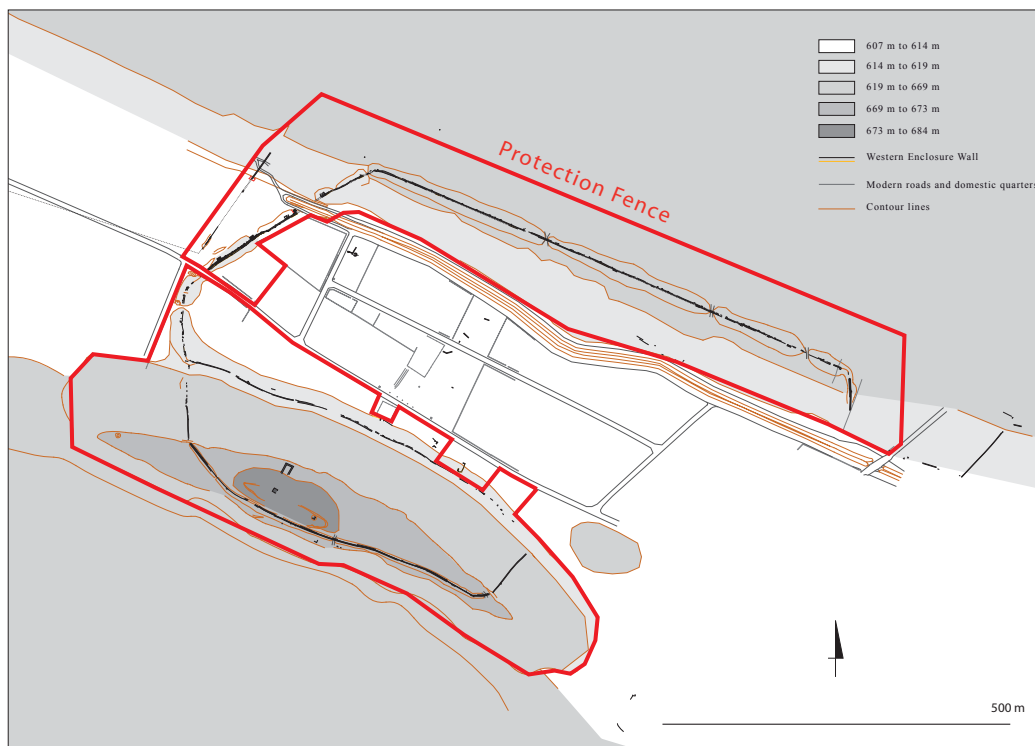 607 m to 614 m
614 m to 619 m
619 m to 669 m
669 m to 673 m
673 m to 684 m
Western Enclosure Wall
Modern roads and domestic quarters
Contour lines
Protection Fence
500 m